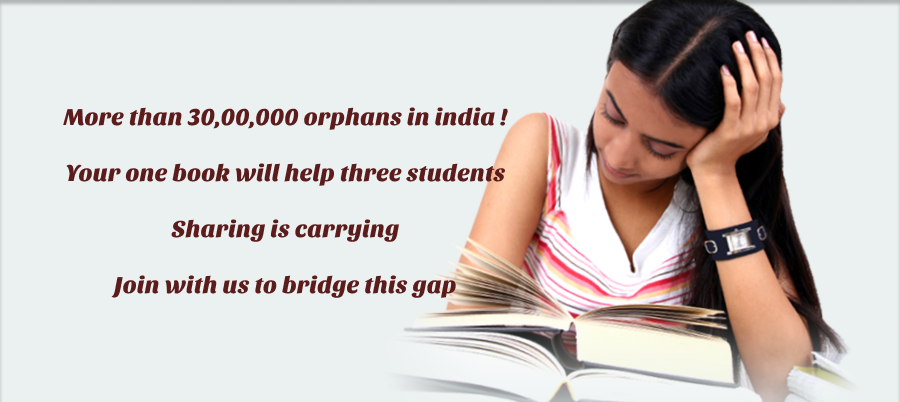 More than 30,00,000 orphans in india !
Your one book will help three students
Sharing is carrying
Join with us to bridge this gap